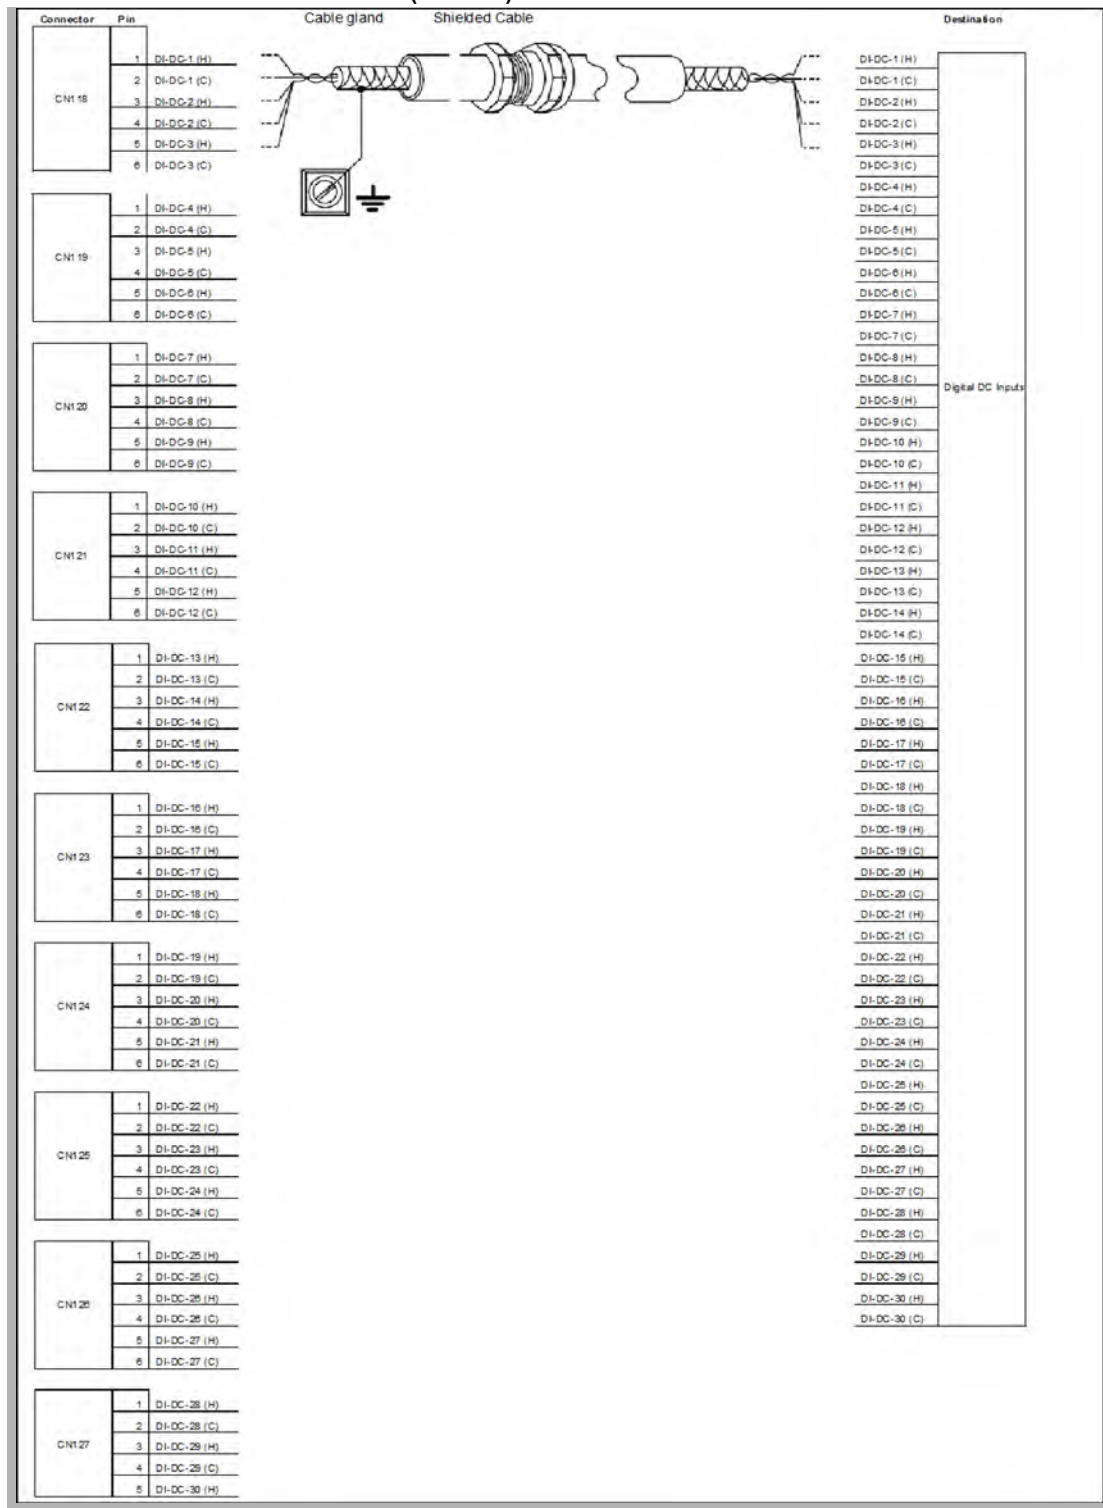 Cable gland Shielded Cable
Connector Pin Destination
CN118
1 DI-DC-1 (H)
2 DI-DC-1 (C)
3 DI-DC-2 (H)
4 DI-DC-2 (C)
5 DI-DC-3 (H)
6 DI-DC-3 (C)
CN119
1 DI-DC-4 (H)
2 DI-DC-4 (C)
3 DI-DC-5 (H)
4 DI-DC-5 (C)
5 DI-DC-6 (H)
6 DI-DC-6 (C)
CN120
1 DI-DC-7 (H)
2 DI-DC-7 (C)
3 DI-DC-8 (H)
4 DI-DC-8 (C)
5 DI-DC-9 (H)
6 DI-DC-9 (C)
CN121
1 DI-DC-10 (H)
2 DI-DC-10 (C)
3 DI-DC-11 (H)
4 DI-DC-11 (C)
5 DI-DC-12 (H)
6 DI-DC-12 (C)
CN122
1 DI-DC-13 (H)
2 DI-DC-13 (C)
3 DI-DC-14 (H)
4 DI-DC-14 (C)
5 DI-DC-15 (H)
6 DI-DC-15 (C)
CN123
1 DI-DC-16 (H)
2 DI-DC-16 (C)
3 DI-DC-17 (H)
4 DI-DC-17 (C)
5 DI-DC-18 (H)
6 DI-DC-18 (C)
CN124
1 DI-DC-19 (H)
2 DI-DC-19 (C)
3 DI-DC-20 (H)
4 DI-DC-20 (C)
5 DI-DC-21 (H)
6 DI-DC-21 (C)
CN125
1 DI-DC-22 (H)
2 DI-DC-22 (C)
3 DI-DC-23 (H)
4 DI-DC-23 (C)
5 DI-DC-24 (H)
6 DI-DC-24 (C)
CN126
1 DI-DC-25 (H)
2 DI-DC-25 (C)
3 DI-DC-26 (H)
4 DI-DC-26 (C)
5 DI-DC-27 (H)
6 DI-DC-27 (C)
CN127
1 DI-DC-28 (H)
2 DI-DC-28 (C)
3 DI-DC-29 (H)
4 DI-DC-29 (C)
5 DI-DC-30 (H)
DI-DC-1 (H)
DI-DC-1 (C)
DI-DC-2 (H)
DI-DC-2 (C)
DI-DC-3 (H)
DI-DC-3 (C)
DI-DC-4 (H)
DI-DC-4 (C)
DI-DC-5 (H)
DI-DC-5 (C)
DI-DC-6 (H)
DI-DC-6 (C)
DI-DC-7 (H)
DI-DC-7 (C)
DI-DC-8 (H)
DI-DC-8 (C)
DI-DC-9 (H)
DI-DC-9 (C)
DI-DC-10 (H)
DI-DC-10 (C)
DI-DC-11 (H)
DI-DC-11 (C)
DI-DC-12 (H)
DI-DC-12 (C)
DI-DC-13 (H)
DI-DC-13 (C)
DI-DC-14 (H)
DI-DC-14 (C)
DI-DC-15 (H)
DI-DC-15 (C)
DI-DC-16 (H)
DI-DC-16 (C)
DI-DC-17 (H)
DI-DC-17 (C)
DI-DC-18 (H)
DI-DC-18 (C)
DI-DC-19 (H)
DI-DC-19 (C)
DI-DC-20 (H)
DI-DC-20 (C)
DI-DC-21 (H)
DI-DC-21 (C)
DI-DC-22 (H)
DI-DC-22 (C)
DI-DC-23 (H)
DI-DC-23 (C)
DI-DC-24 (H)
DI-DC-24 (C)
DI-DC-25 (H)
DI-DC-25 (C)
DI-DC-26 (H)
DI-DC-26 (C)
DI-DC-27 (H)
DI-DC-27 (C)
DI-DC-28 (H)
DI-DC-28 (C)
DI-DC-29 (H)
DI-DC-29 (C)
DI-DC-30 (H)
DI-DC-30 (C)
Digital DC Inputs